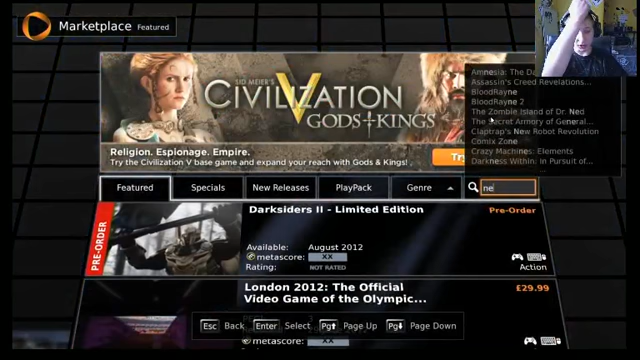 Marketplace Featured
Amnesia: The Da
Assassin's Creed Revelations...
BloodRayne
BloodRayne 2
The Zombie Island of Dr. Ned
The Secret Armory of General...
Claptrap's New Robot Revolution
Comix Zone
Crazy Machines: Elements
Darkness Within: In Pursuit of...
SID MEIER'S
CIVILIZATION V
GODS + KINGS
Religion. Espionage. Empire.
Try the Civilization V base game and expand your reach with Gods & Kings!
Featured
Specials
New Releases
PlayPack
Genre
ne
PRE-ORDER
Darksiders II - Limited Edition
Pre-Order
Available: August 2012
metascore: XX
Rating: NOT RATED
Action
London 2012: The Official
Video Game of the Olympic...
£29.99
Esc Back Enter Select Pg Page Up Pg Page Down
metascore: XX